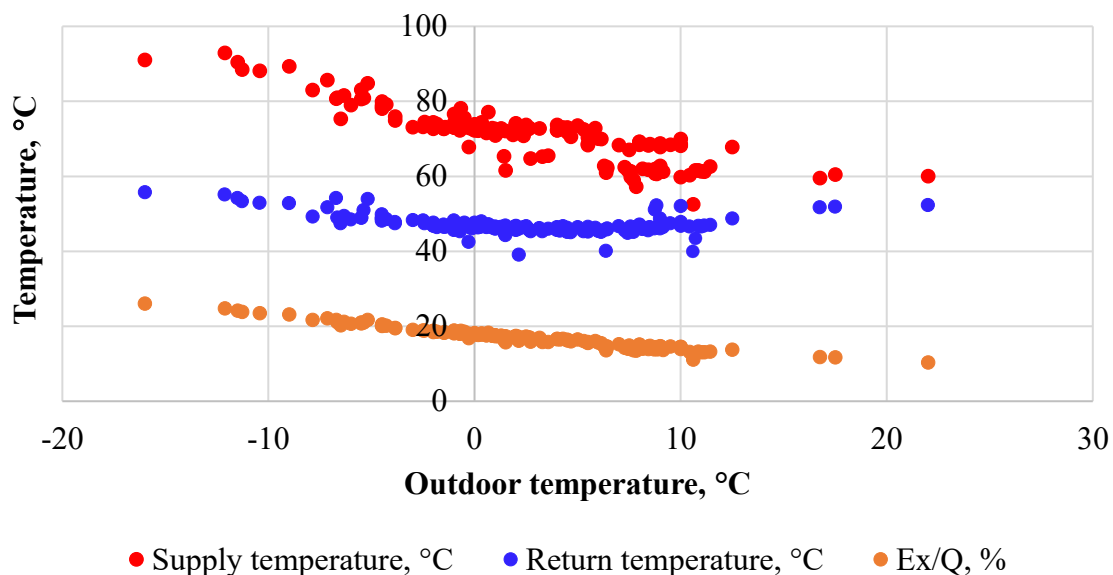 100
80
60
40
20
0
-20 -10 0 10 20 30
Temperature, °C
Outdoor temperature, °C
Supply temperature, °C Return temperature, °C Ex/Q, %